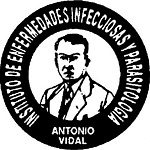 INSTITUTO DE ENFERMEDADES INFECCIOSAS Y PARASITOLOGIA
ANTONIO
VIDAL